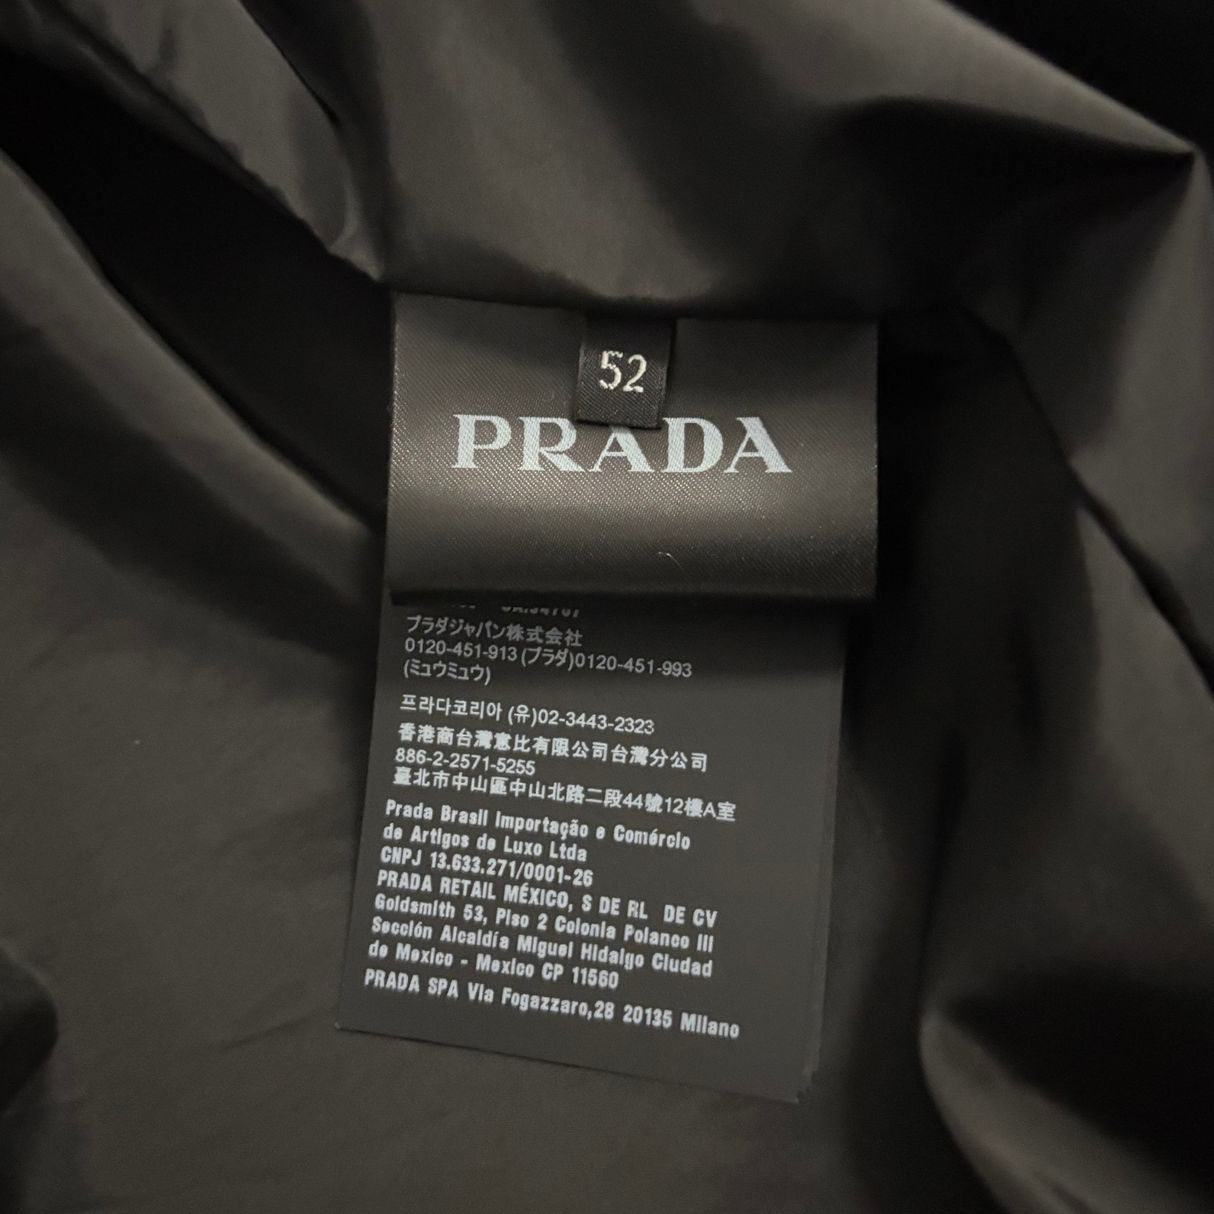 52
PRADA
プラダジャパン株式会社
0120-451-913 (プラダ)0120-451-993
(ミュウミュウ)
프라다코리아 (유)02-3443-2323
香港商台灣意比有限公司台灣分公司
886-2-2571-5255
臺北市中山區中山北路二段44號12樓A室
Prada Brasil Importação e Comércio
de Artigos de Luxo Ltda
CNPJ 13.633.271/0001-26
PRADA RETAIL MÉXICO, S DE RL DE CV
Goldsmith 53, Piso 2 Colonia Polanco III
Sección Alcaldía Miguel Hidalgo Ciudad
de Mexico - Mexico CP 11560
PRADA SPA Via Fogazzaro,28 20135 Milano